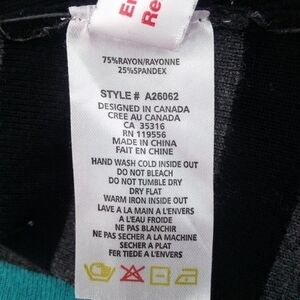 En
Re
75%RAYON/RAYONNE
25%SPANDEX
STYLE # A26062
DESIGNED IN CANADA
CREE AU CANADA
CA 35316
RN 119556
MADE IN CHINA
FAIT EN CHINE
HAND WASH COLD INSIDE OUT
DO NOT BLEACH
DO NOT TUMBLE DRY
DRY FLAT
WARM IRON INSIDE OUT
LAVE A LA MAIN A L'ENVERS
A L'EAU FROIDE
NE PAS BLANCHIR
NE PAS SECHER A LA MACHINE
SECHER A PLAT
FER TIEDE A L'ENVERS